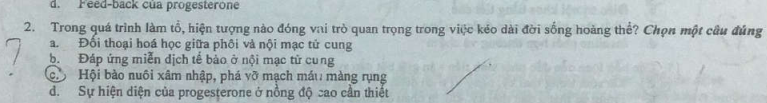 d. Feed-back của progesterone
2. Trong quá trình làm tổ, hiện tượng nào đóng vai trò quan trọng trong việc kéo dài đời sống hoàng thể? Chọn một câu đúng
a. Đối thoại hoá học giữa phôi và nội mạc tử cung
b. Đáp ứng miễn dịch tế bào ở nội mạc tử cung
c. Hội bào nuôi xâm nhập, phá vỡ mạch máu màng rụng
d. Sự hiện diện của progesterone ở nồng độ cao cần thiết
?